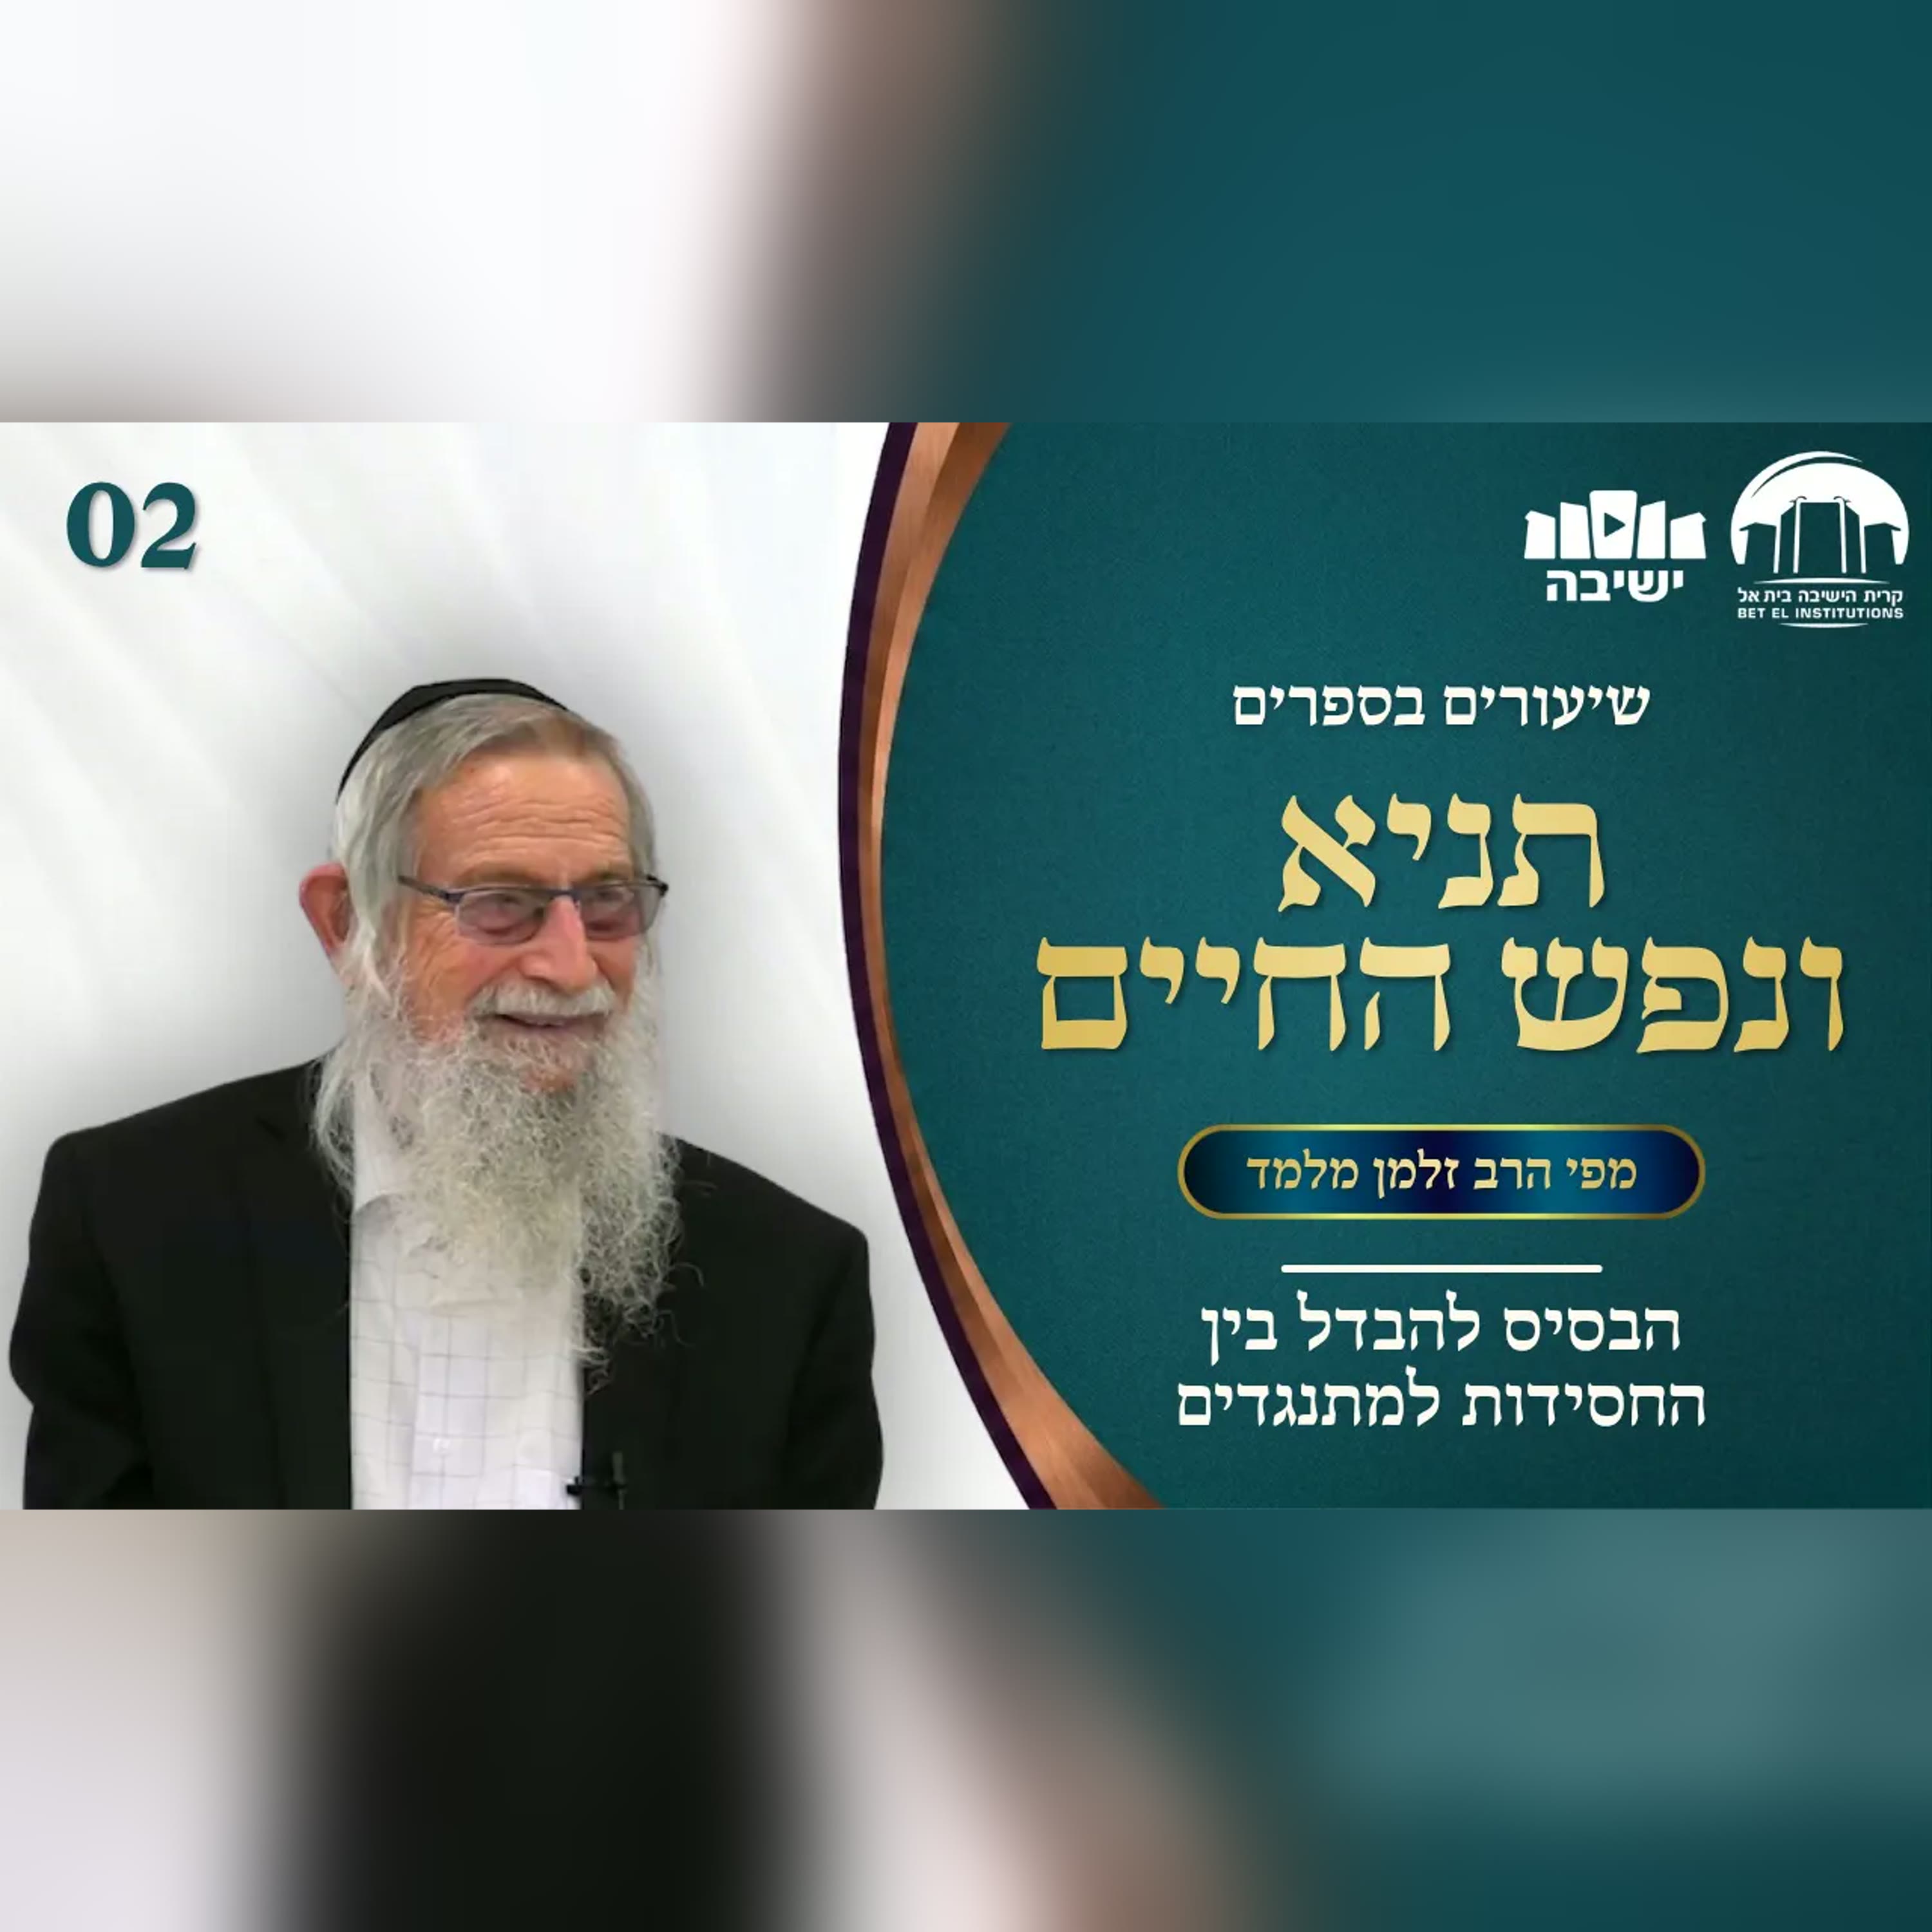 02
ישיבה
קרית הישיבה בית אל
BET EL INSTITUTIONS
שיעורים בספרים
תניא
ונפש החיים
מפי הרב זלמן מלמד
הבסיס להבדל בין
החסידות למתנגדים